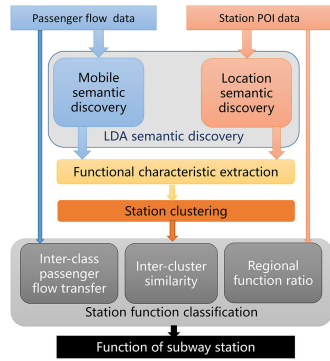 Passenger flow data
Station POI data
Mobile
semantic
discovery
Location
semantic
discovery
LDA semantic discovery
Functional characteristic extraction
Station clustering
Inter-class
passenger
flow transfer
Inter-cluster
similarity
Regional
function ratio
Station function classification
Function of subway station